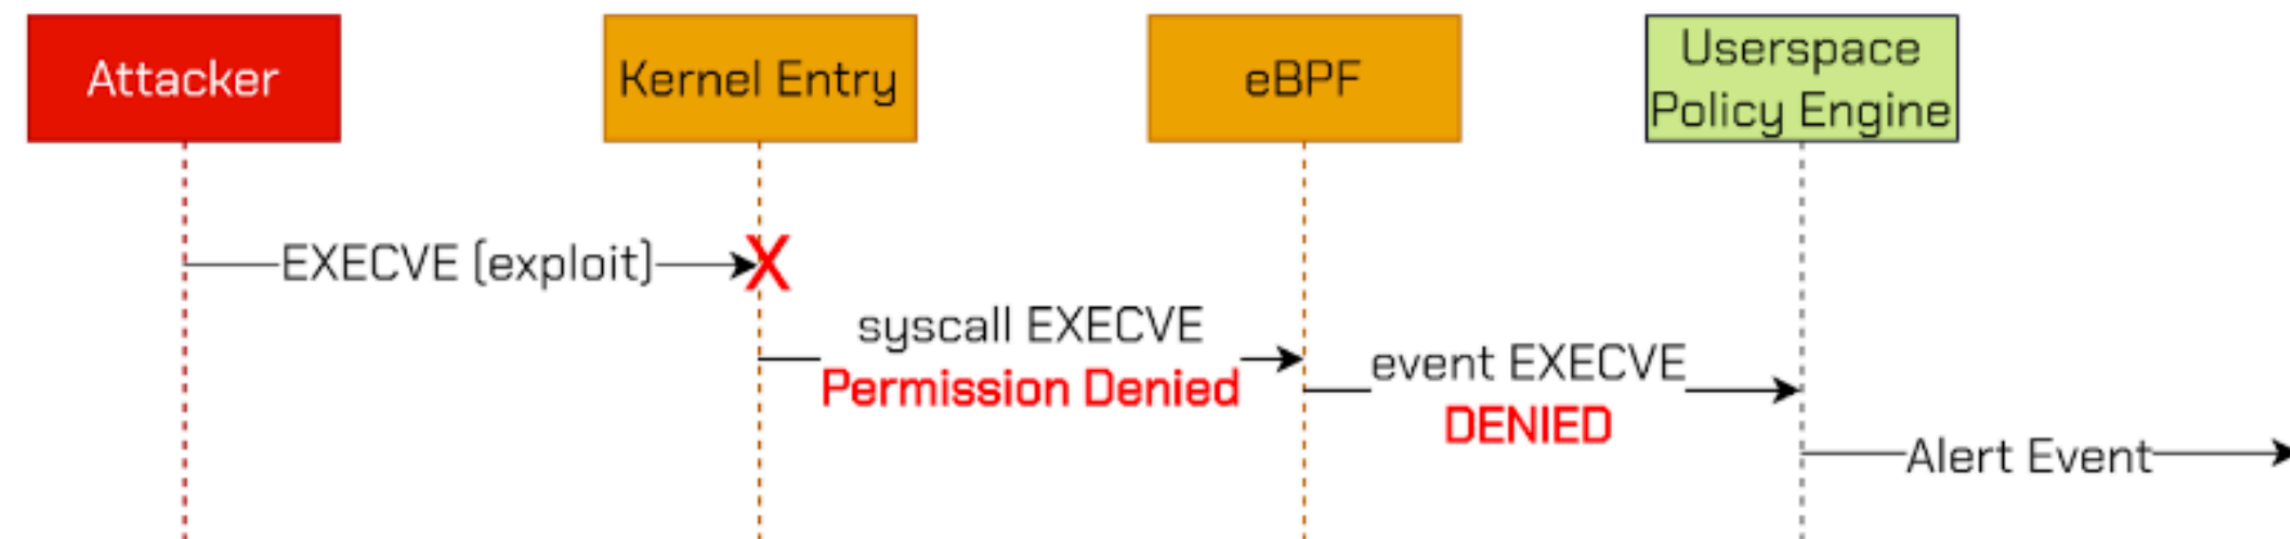 Attacker
Kernel Entry
eBPF
Userspace
Policy Engine
EXECVE (exploit)
X
syscall EXECVE
Permission Denied
event EXECVE
DENIED
Alert Event